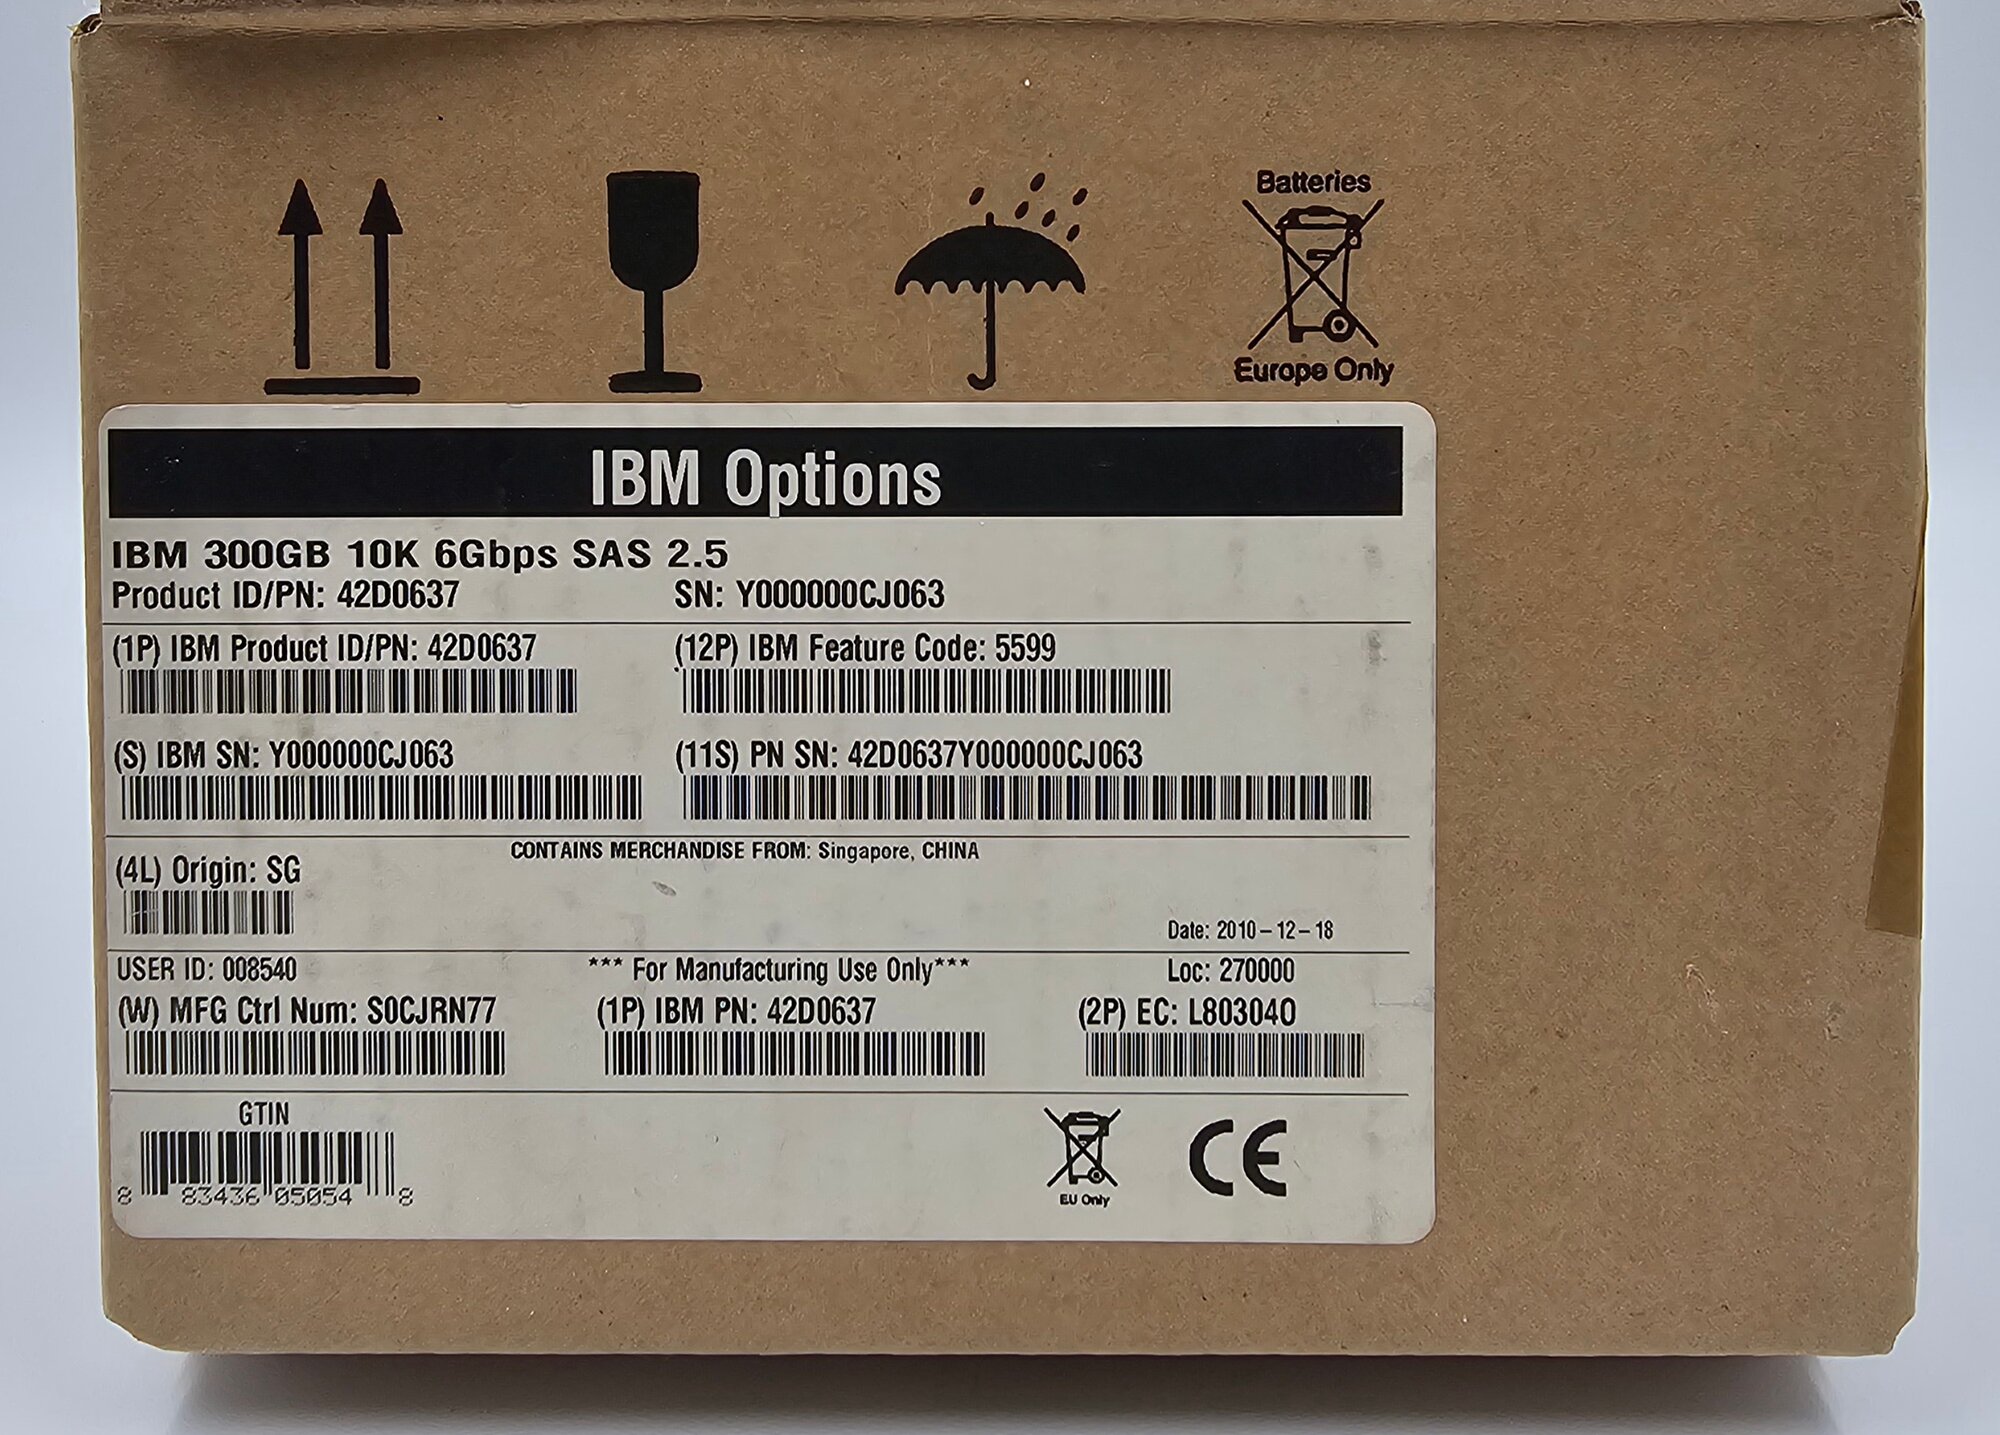 Batteries
Europe Only
IBM Options
IBM 300GB 10K 6Gbps SAS 2.5
Product ID/PN: 42D0637 SN: Y000000CJ063
(1P) IBM Product ID/PN: 42D0637 (12P) IBM Feature Code: 5599
(S) IBM SN: Y000000CJ063 (11S) PN SN: 42D0637Y000000CJ063
CONTAINS MERCHANDISE FROM: Singapore, CHINA
(4L) Origin: SG
Date: 2010-12-18
USER ID: 008540 *** For Manufacturing Use Only*** Loc: 270000
(W) MFG Ctrl Num: S0CJRN77 (1P) IBM PN: 42D0637 (2P) EC: L80304O
GTIN
8 83436 05054 8
EU Only
CE